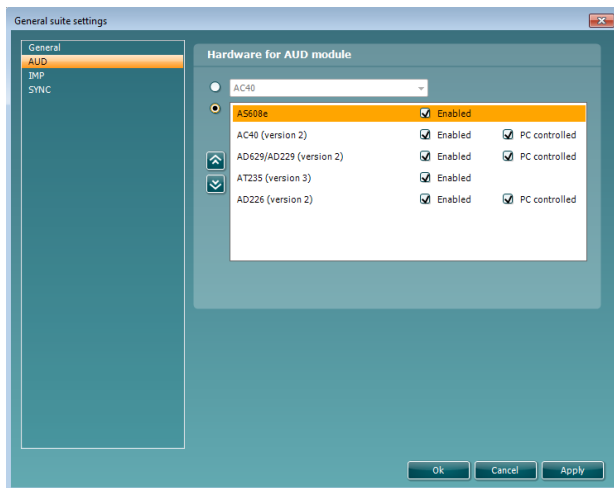 General suite settings
General
AUD
IMP
SYNC
Hardware for AUD module
AC40
AS608e Enabled
AC40 (version 2) Enabled PC controlled
AD629/AD229 (version 2) Enabled PC controlled
AT235 (version 3) Enabled
AD226 (version 2) Enabled PC controlled
Ok Cancel Apply